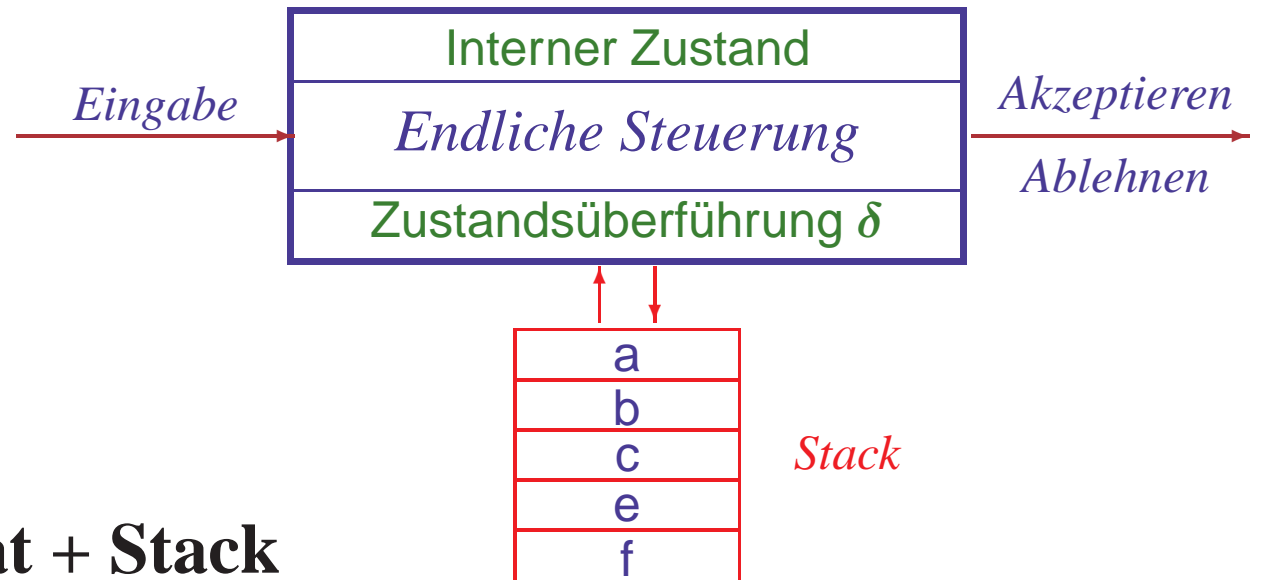 Interner Zustand
Eingabe
Endliche Steuerung
Akzeptieren
Ablehnen
Zustandsüberführung δ
a
b
c
Stack
e
f
+ Stack